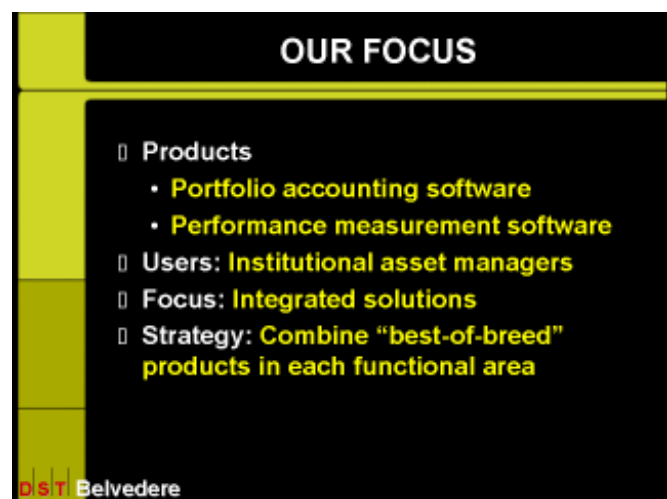 OUR FOCUS
Products
• Portfolio accounting software
• Performance measurement software
Users: Institutional asset managers
Focus: Integrated solutions
Strategy: Combine “best-of-breed”
products in each functional area
DST Belvedere